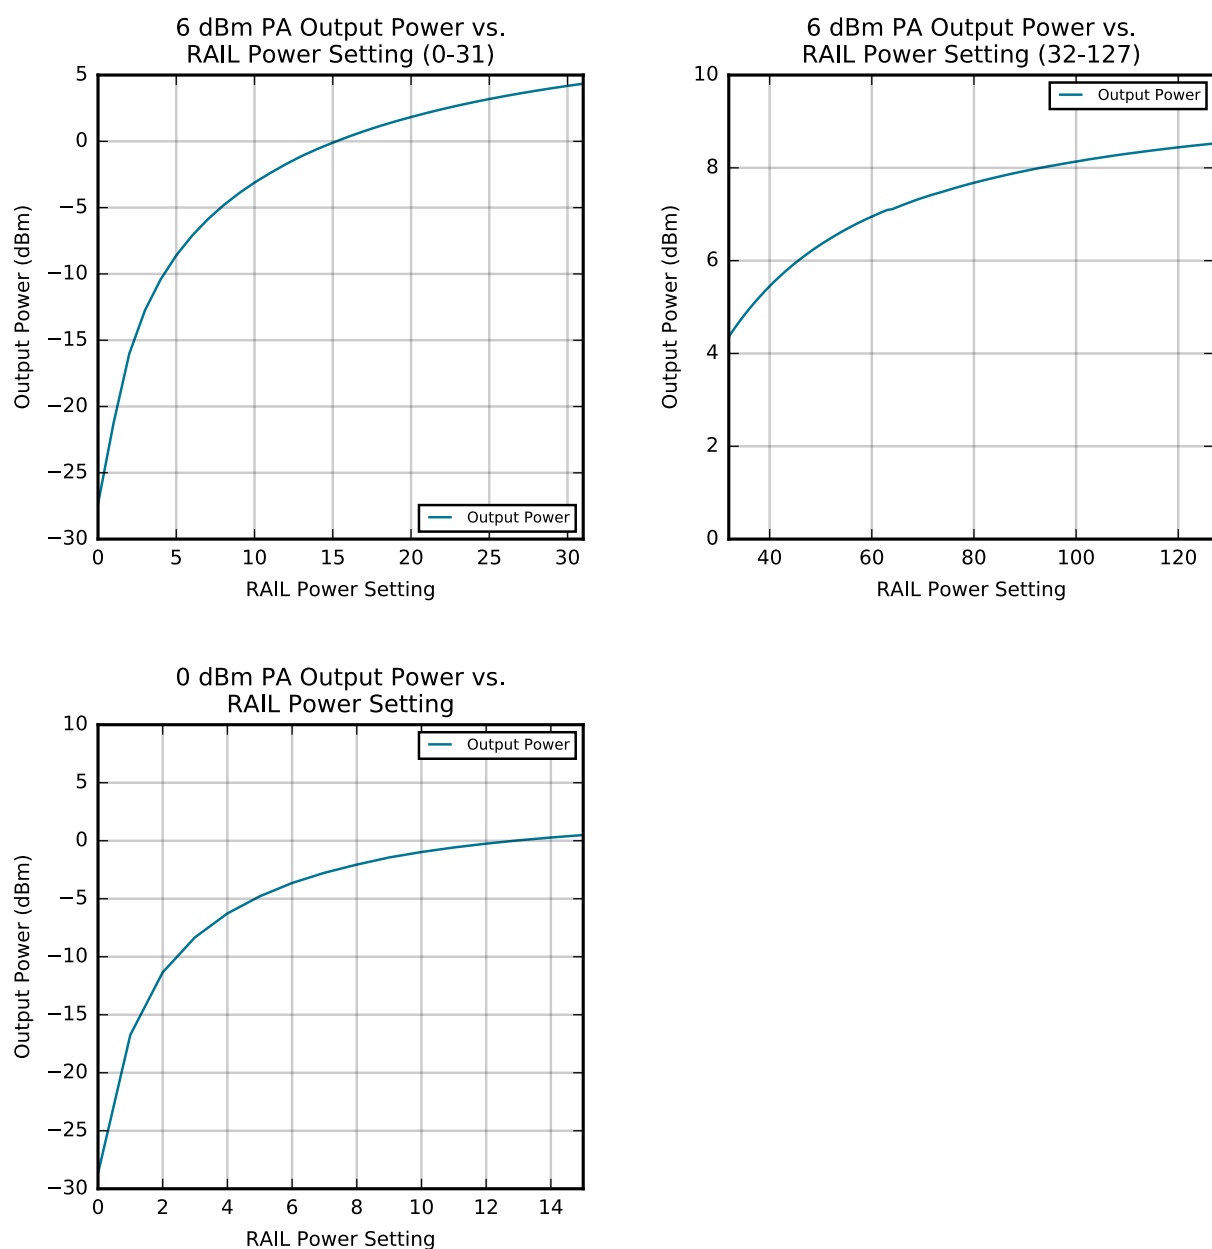 6 dBm PA Output Power vs.
RAIL Power Setting (0-31)
5
0
−5
−10
−15
−20
−25
−30
Output Power (dBm)
Output Power
0 5 10 15 20 25 30
RAIL Power Setting
6 dBm PA Output Power vs.
RAIL Power Setting (32-127)
10
8
6
4
2
0
Output Power (dBm)
Output Power
40 60 80 100 120
RAIL Power Setting
0 dBm PA Output Power vs.
RAIL Power Setting
10
5
0
−5
−10
−15
−20
−25
−30
Output Power (dBm)
Output Power
0 2 4 6 8 10 12 14
RAIL Power Setting